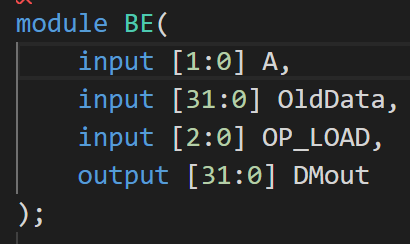 module BE(
    input [1:0] A,
    input [31:0] OldData,
    input [2:0] OP_LOAD,
    output [31:0] DMout
);